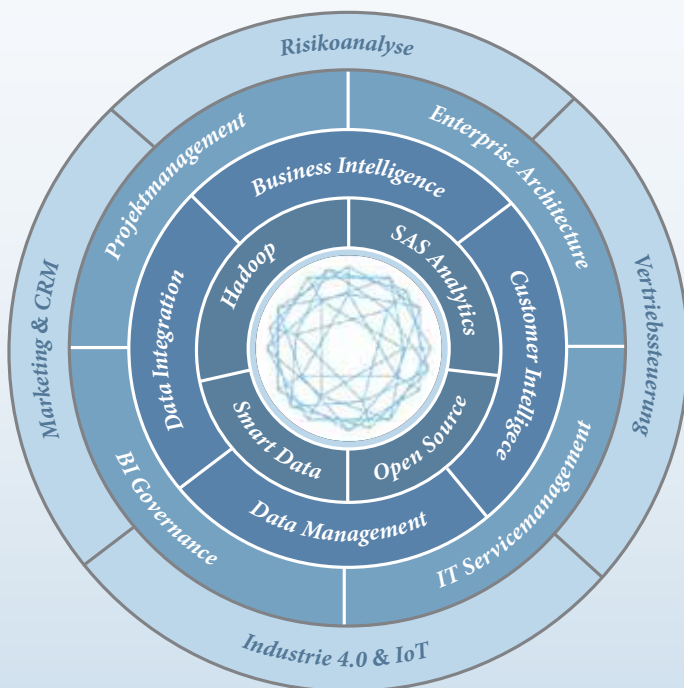 Risikoanalyse
Vertriebssteuerung
Industrie 4.0 & IoT
Marketing & CRM
Projektmanagement
Enterprise Architecture
IT Servicemanagement
BI Governance
Business Intelligence
Customer Intelligece
Data Management
Data Integration
Hadoop
SAS Analytics
Open Source
Smart Data